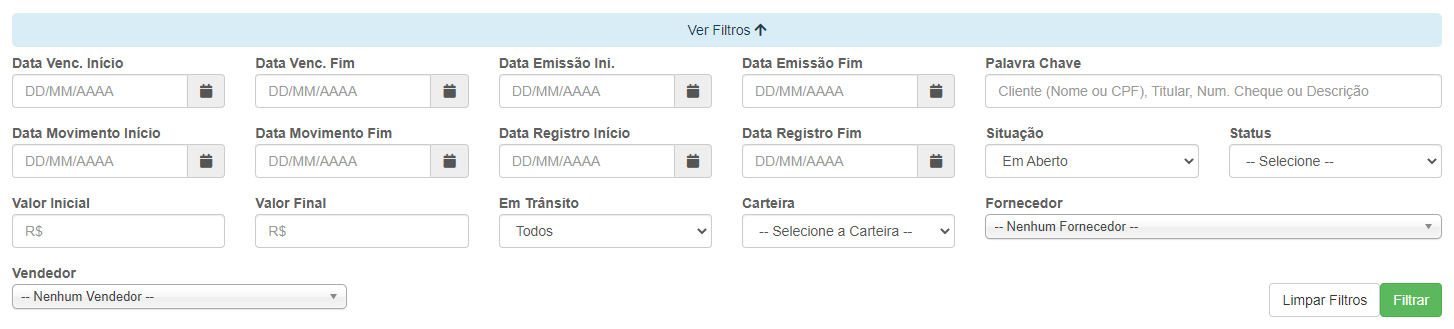 Ver Filtros
Data Venc. Início Data Venc. Fim Data Emissão Ini. Data Emissão Fim Palavra Chave
DD/MM/AAAA DD/MM/AAAA DD/MM/AAAA DD/MM/AAAA Cliente (Nome ou CPF), Titular, Num. Cheque ou Descrição
Data Movimento Início Data Movimento Fim Data Registro Início Data Registro Fim Situação Status
DD/MM/AAAA DD/MM/AAAA DD/MM/AAAA DD/MM/AAAA Em Aberto -- Selecione --
Valor Inicial Valor Final Em Trânsito Carteira Fornecedor
R$ R$ Todos -- Selecione a Carteira -- -- Nenhum Fornecedor --
Vendedor
-- Nenhum Vendedor -- Limpar Filtros Filtrar